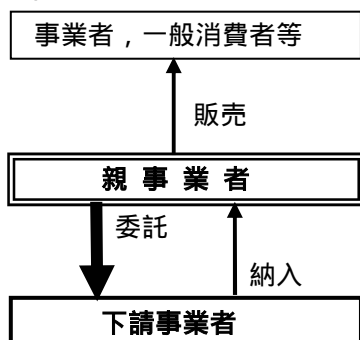 事業者，一般消費者等
販売
親事業者
委託
納入
下請事業者